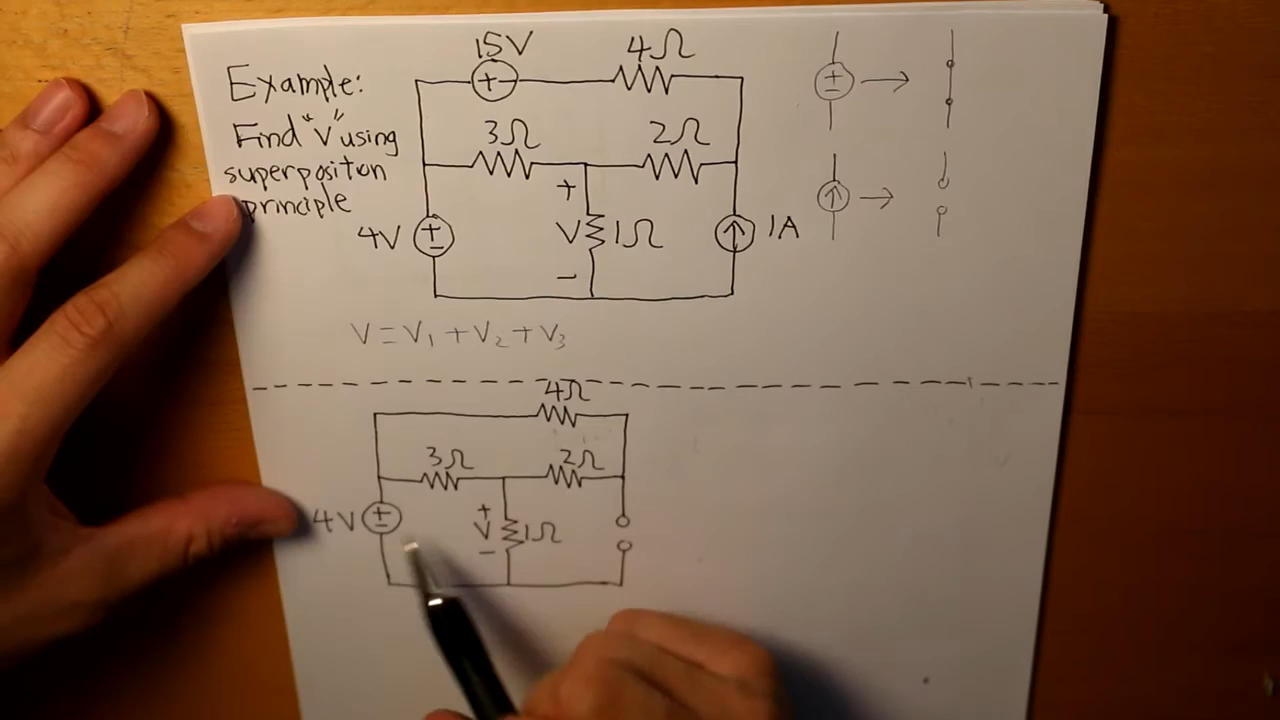 Example:
Find "V" using
superpositon
principle
15V
4Ω
3Ω
2Ω
4V
+
V
−
1Ω
1A
V=V₁+V₂+V₃
4Ω
3Ω
2Ω
4V
+
V
−
1Ω